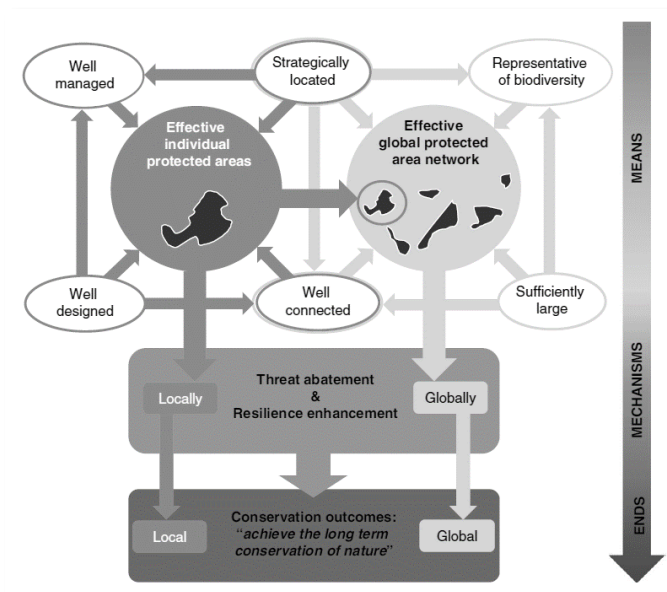 Well
managed
Strategically
located
Representative
of biodiversity
Effective
individual
protected areas
Effective
global protected
area network
Well
designed
Well
connected
Sufficiently
large
Locally
Threat abatement
&
Resilience enhancement
Globally
Local
Conservation outcomes:
"achieve the long term
conservation of nature"
Global
MEANS
MECHANISMS
ENDS